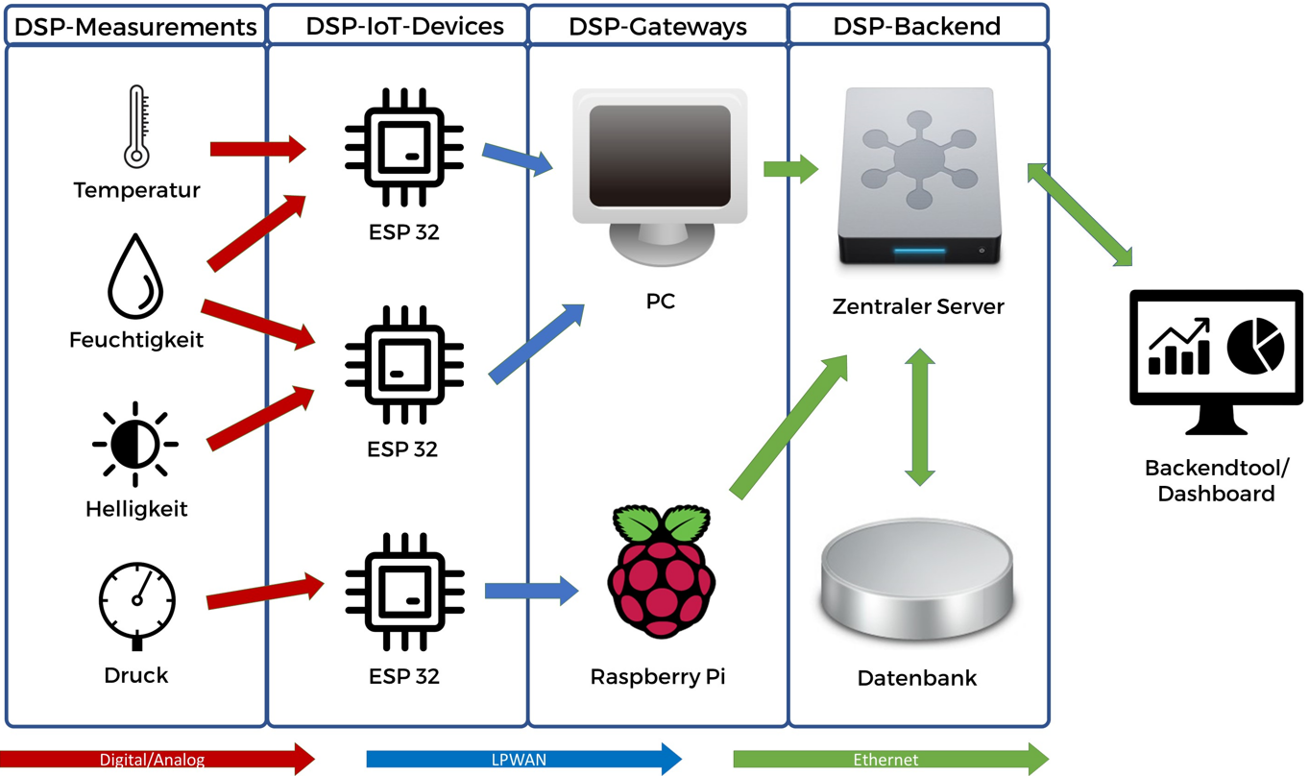 DSP-Measurements
DSP-IoT-Devices
DSP-Gateways
DSP-Backend
Temperatur
Feuchtigkeit
Helligkeit
Druck
ESP 32
ESP 32
ESP 32
PC
Raspberry Pi
Zentraler Server
Datenbank
Backendtool/
Dashboard
Digital/Analog
LPWAN
Ethernet